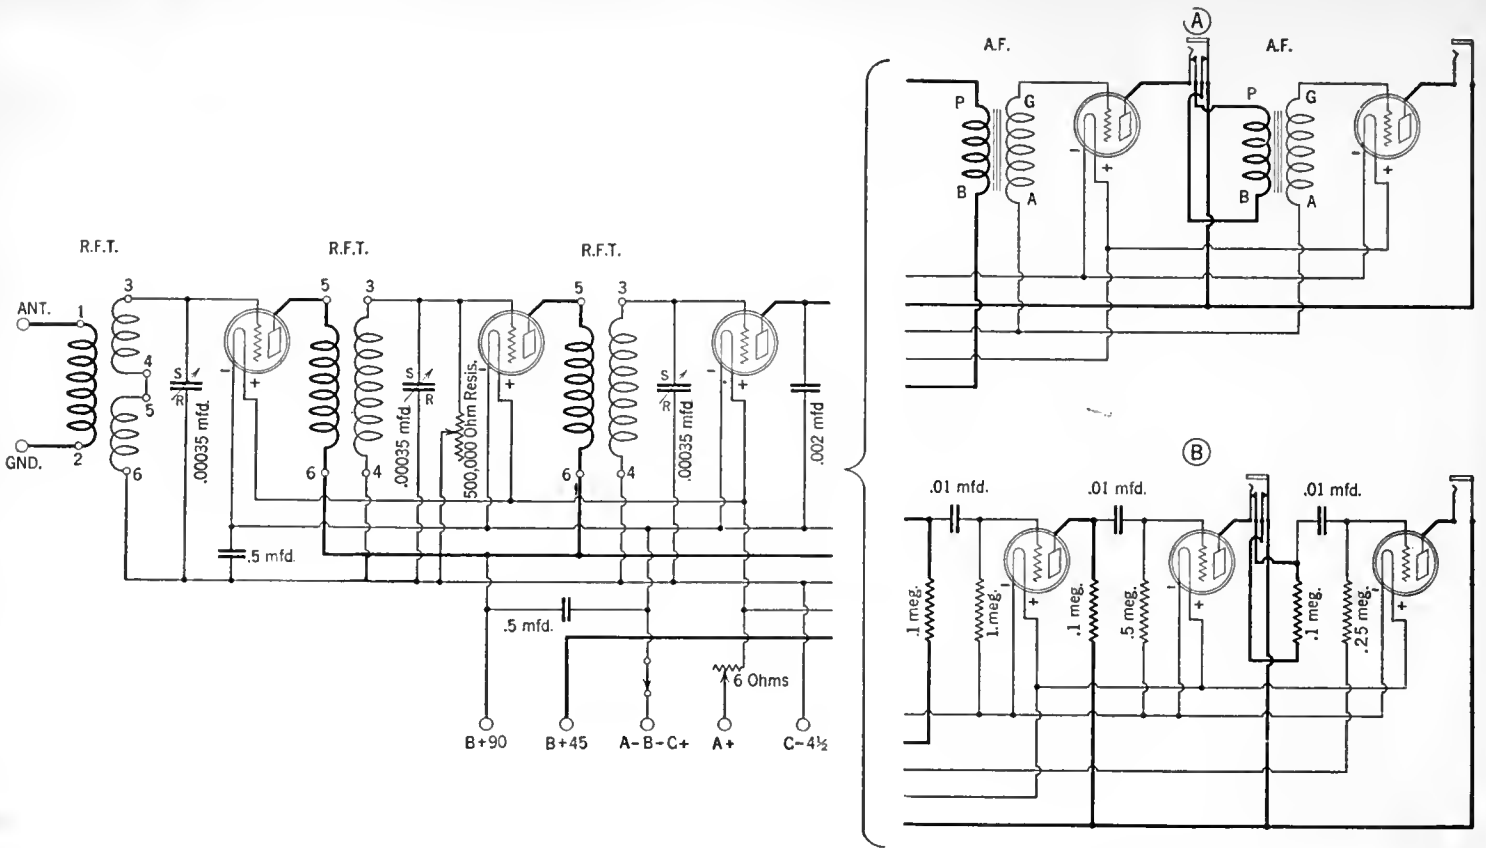 R.F.T.
R.F.T.
R.F.T.
ANT.
1
3
4
5
2
6
GND.
S
R
.00035 mfd.
-
+
.5 mfd.
5
6
3
4
S
R
.00035 mfd
500,000 Ohm Resis.
-
+
5
6
3
4
S
R
.00035 mfd.
-
+
.002 mfd
.5 mfd.
6 Ohms
B+90
B+45
A-B-C+
A+
C-4½
A
A.F.
A.F.
P
G
B
A
-
+
P
G
B
A
-
+
B
.01 mfd.
.01 mfd.
.01 mfd.
.1 meg.
1. meg.
-
+
.1 meg.
.5 meg.
-
+
.1 meg.
.25 meg.
-
+